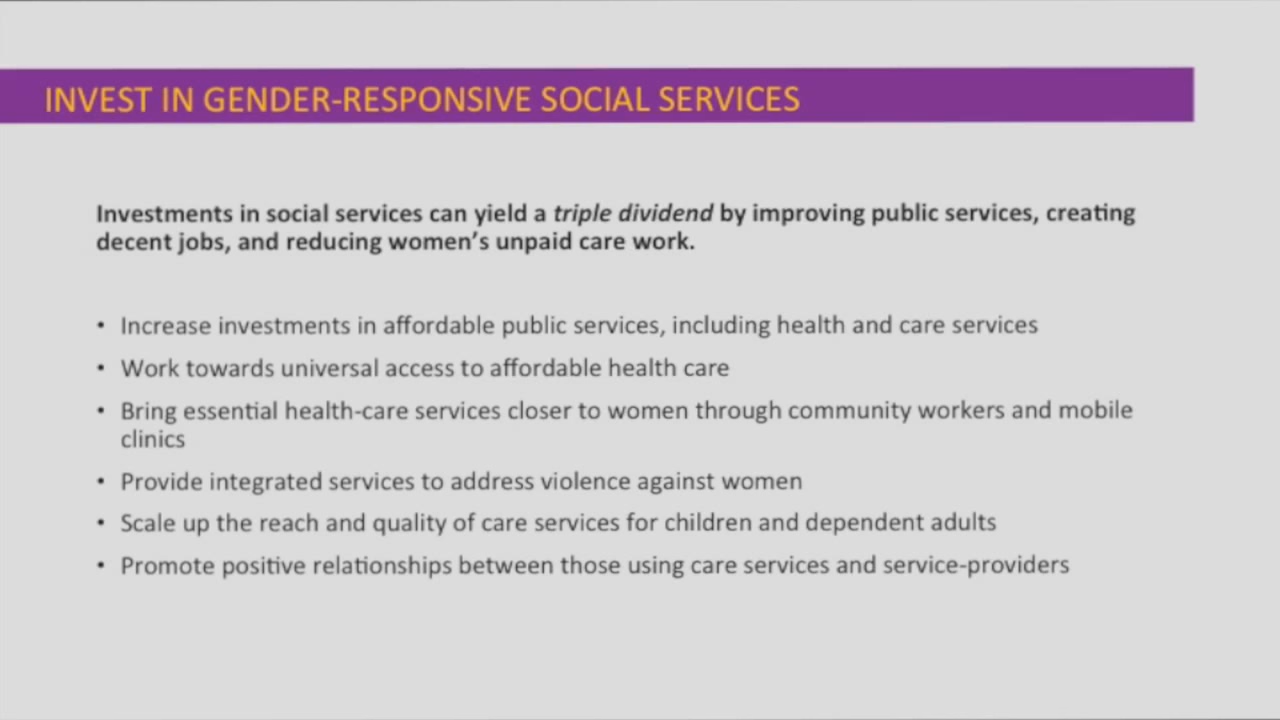 INVEST IN GENDER-RESPONSIVE SOCIAL SERVICES
Investments in social services can yield a triple dividend by improving public services, creating
decent jobs, and reducing women’s unpaid care work.
• Increase investments in affordable public services, including health and care services
• Work towards universal access to affordable health care
• Bring essential health-care services closer to women through community workers and mobile
clinics
• Provide integrated services to address violence against women
• Scale up the reach and quality of care services for children and dependent adults
• Promote positive relationships between those using care services and service-providers